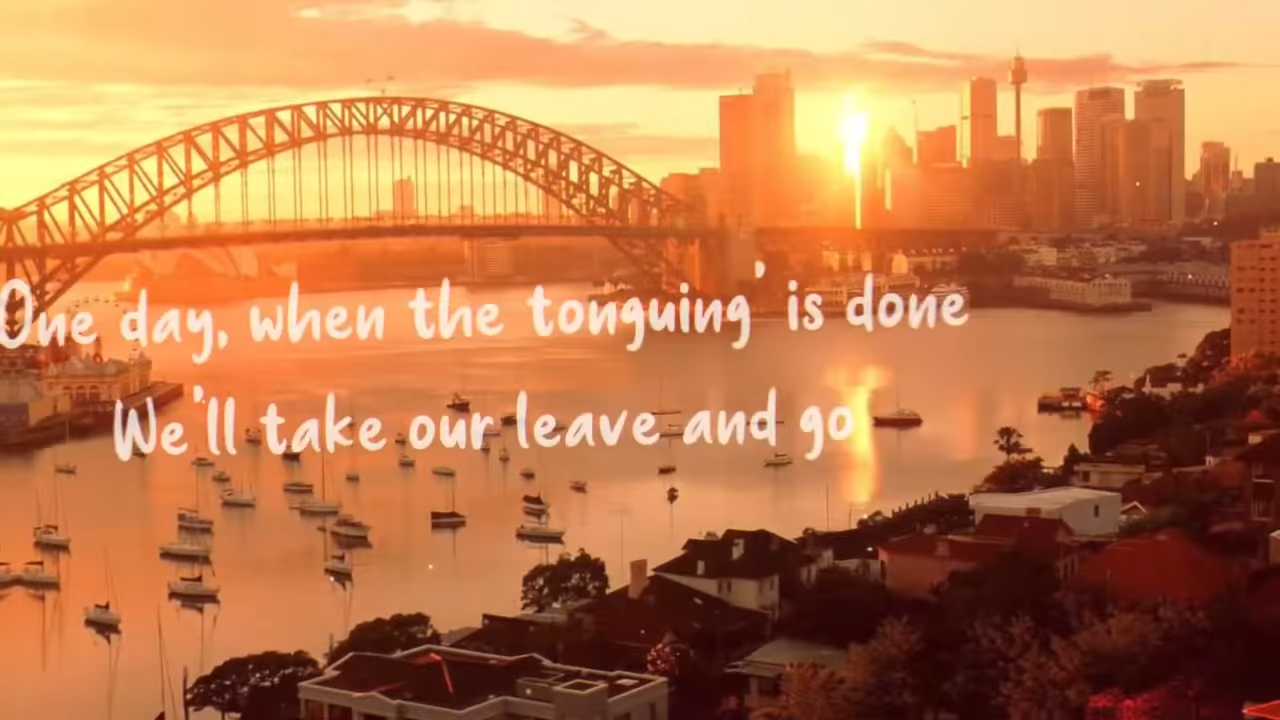 One day, when the tonguing' is done
We'll take our leave and go